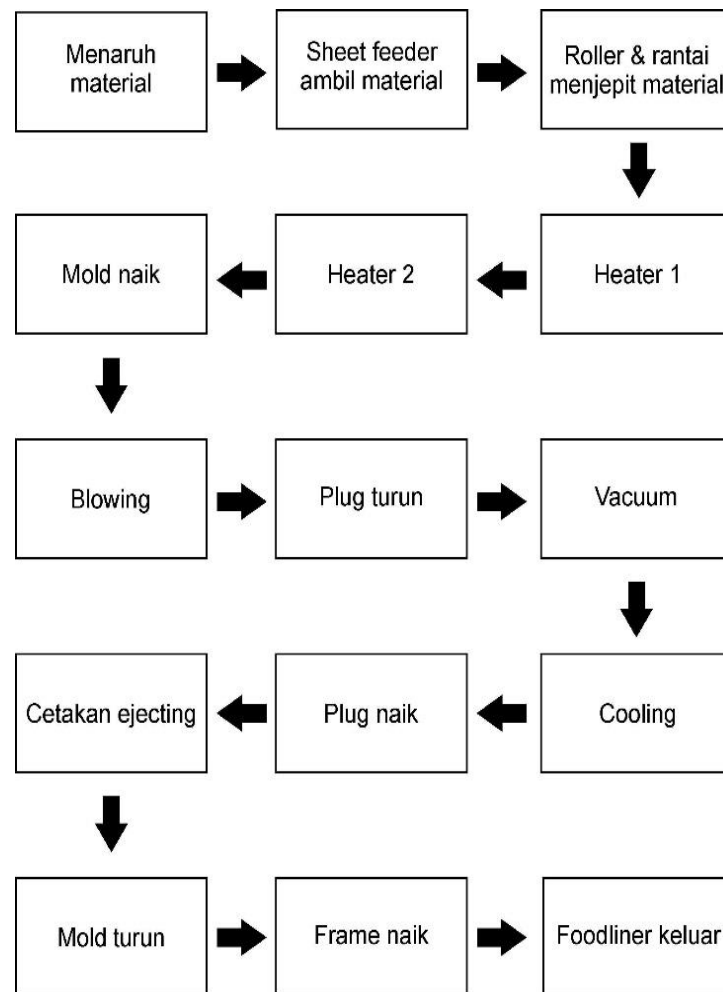 Menaruh
material
Sheet feeder
ambil material
Roller & rantai
menjepit material
Mold naik
Heater 2
Heater 1
Blowing
Plug turun
Vacuum
Cetakan ejecting
Plug naik
Cooling
Mold turun
Frame naik
Foodliner keluar